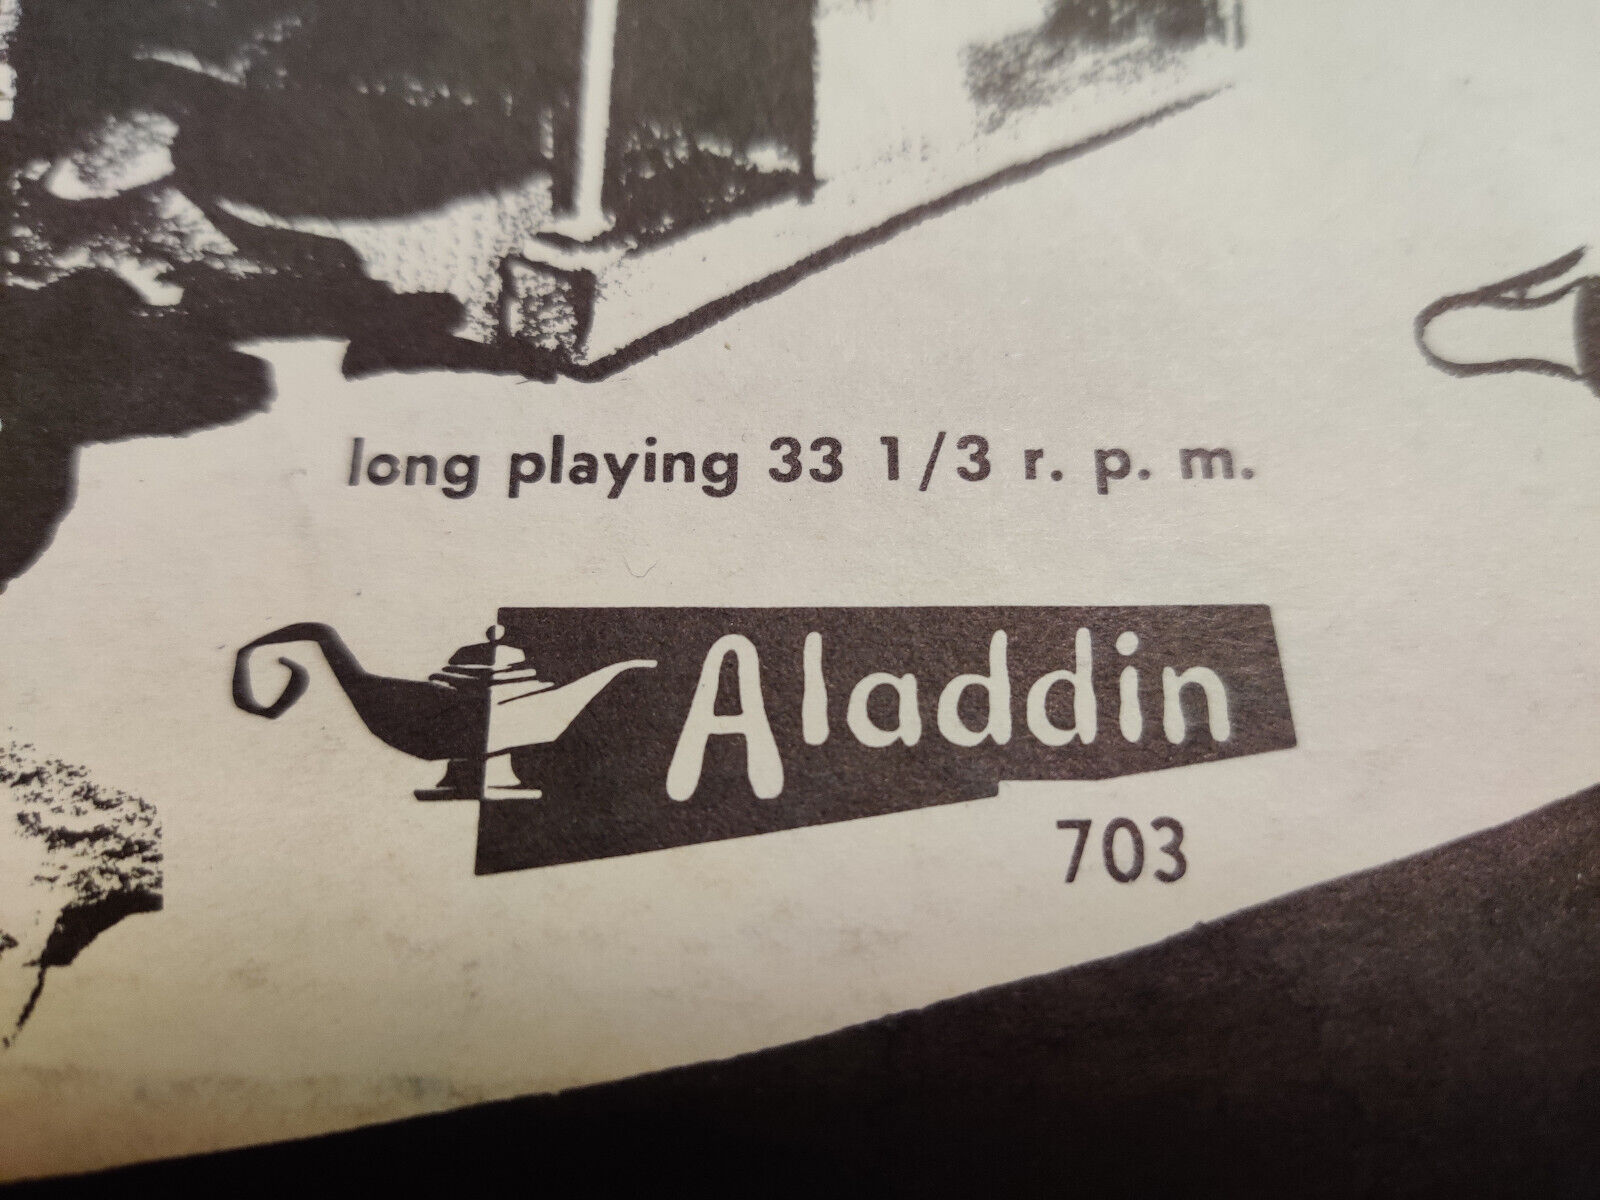 long playing 33 1/3 r. p. m.
Aladdin
703